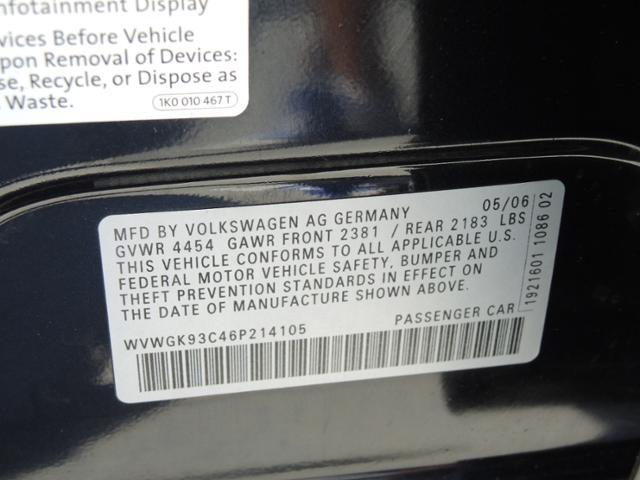 nfotainment Display
vices Before Vehicle
pon Removal of Devices:
se, Recycle, or Dispose as
Waste.
1K0 010 467 T
05/06
MFD BY VOLKSWAGEN AG GERMANY
GVWR 4454 GAWR FRONT 2381 / REAR 2183 LBS
THIS VEHICLE CONFORMS TO ALL APPLICABLE U.S.
FEDERAL MOTOR VEHICLE SAFETY, BUMPER AND
THEFT PREVENTION STANDARDS IN EFFECT ON
THE DATE OF MANUFACTURE SHOWN ABOVE.
WVWGK93C46P214105 PASSENGER CAR
1921601 1086 02